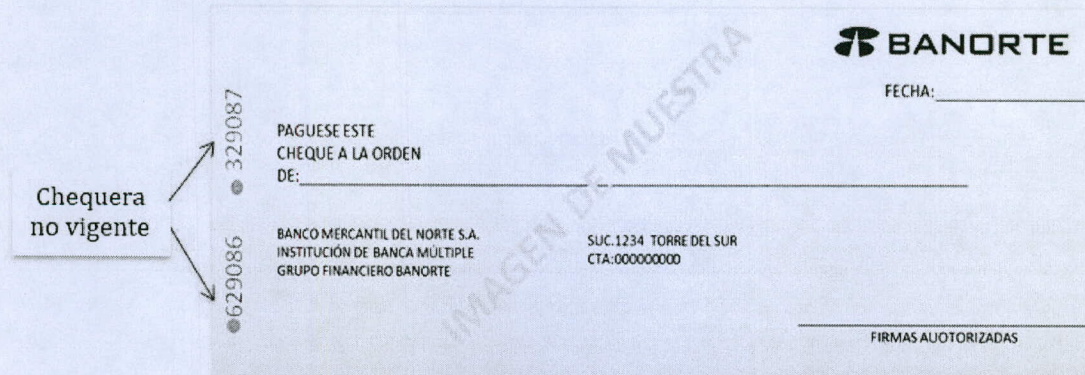 BANORTE
FECHA:
329087
PAGUESE ESTE
CHEQUE A LA ORDEN
DE:
Chequera
no vigente
629086
BANCO MERCANTIL DEL NORTE S.A.
INSTITUCIÓN DE BANCA MÚLTIPLE
GRUPO FINANCIERO BANORTE
SUC.1234 TORRE DEL SUR
CTA:000000000
IMAGEN DE MUESTRA
FIRMAS AUOTORIZADAS